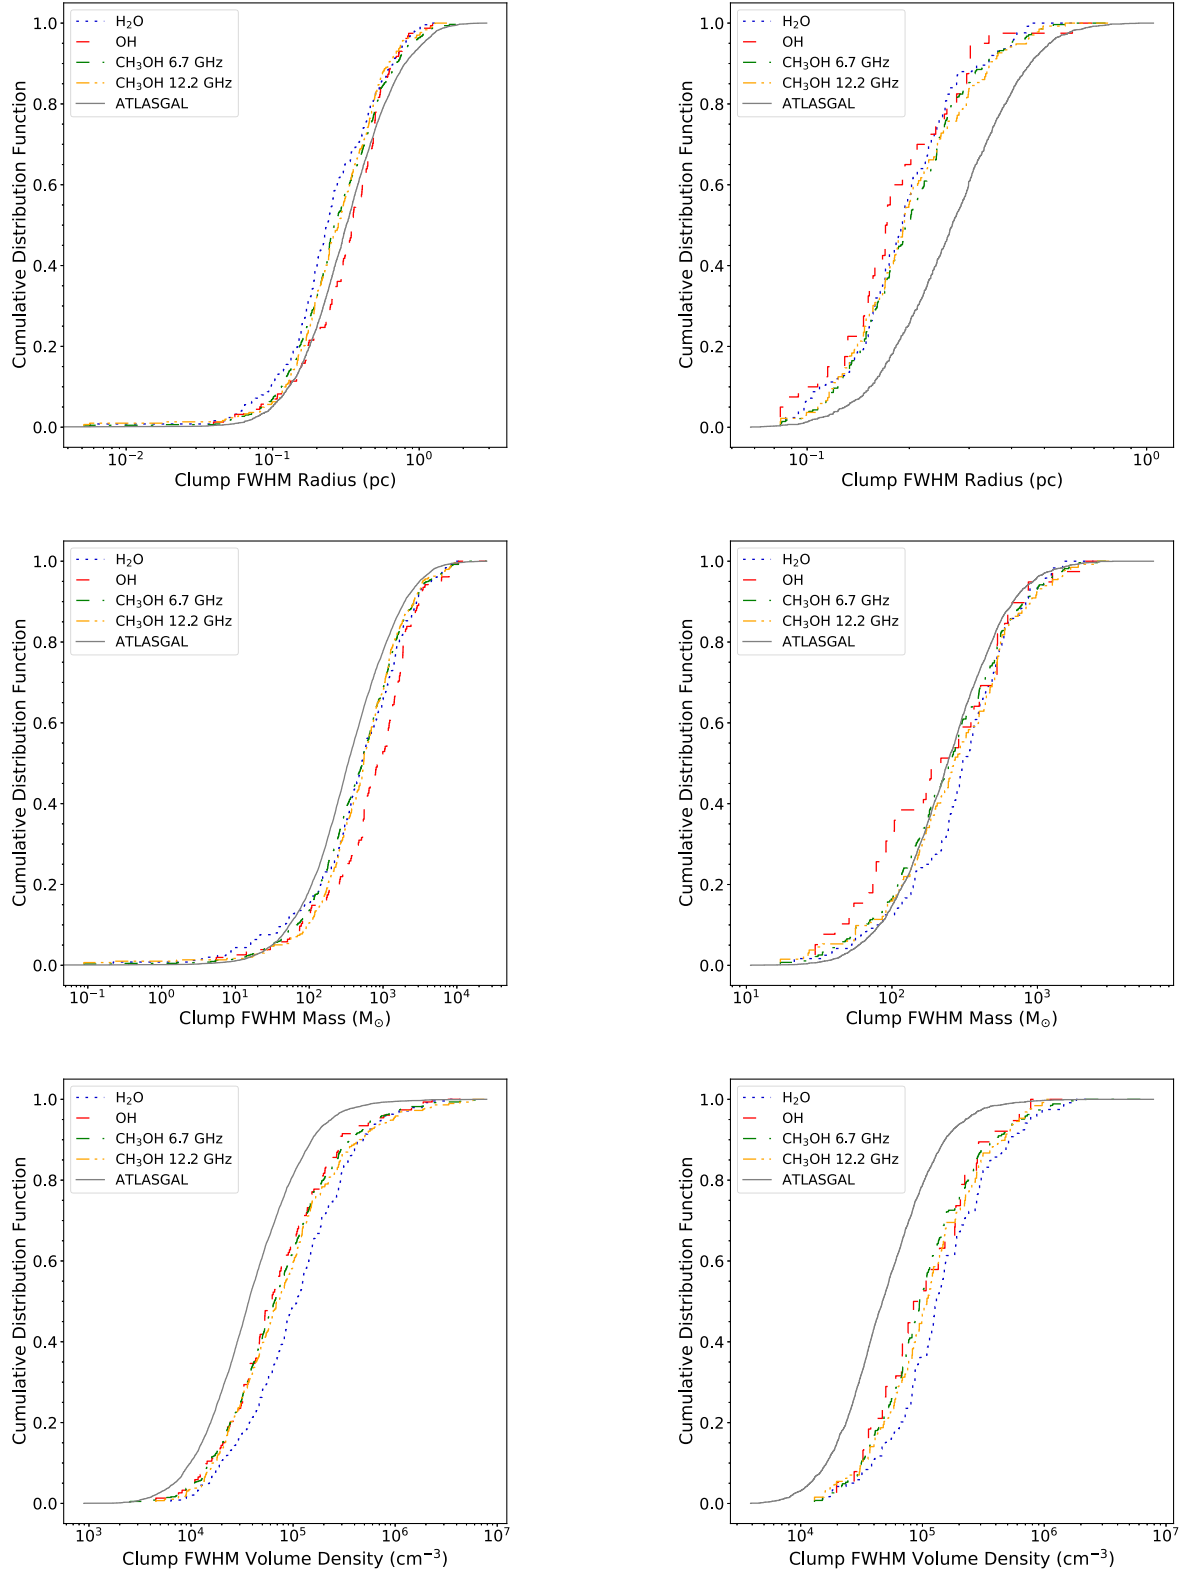 H₂O
OH
CH₃OH 6.7 GHz
CH₃OH 12.2 GHz
ATLASGAL
Cumulative Distribution Function
1.0
0.8
0.6
0.4
0.2
0.0
10⁻² 10⁻¹ 10⁰
Clump FWHM Radius (pc)
H₂O
OH
CH₃OH 6.7 GHz
CH₃OH 12.2 GHz
ATLASGAL
Cumulative Distribution Function
1.0
0.8
0.6
0.4
0.2
0.0
10⁻¹ 10⁰
Clump FWHM Radius (pc)
H₂O
OH
CH₃OH 6.7 GHz
CH₃OH 12.2 GHz
ATLASGAL
Cumulative Distribution Function
1.0
0.8
0.6
0.4
0.2
0.0
10⁻¹ 10⁰ 10¹ 10² 10³ 10⁴
Clump FWHM Mass (M☉)
H₂O
OH
CH₃OH 6.7 GHz
CH₃OH 12.2 GHz
ATLASGAL
Cumulative Distribution Function
1.0
0.8
0.6
0.4
0.2
0.0
10¹ 10² 10³
Clump FWHM Mass (M☉)
H₂O
OH
CH₃OH 6.7 GHz
CH₃OH 12.2 GHz
ATLASGAL
Cumulative Distribution Function
1.0
0.8
0.6
0.4
0.2
0.0
10³ 10⁴ 10⁵ 10⁶ 10⁷
Clump FWHM Volume Density (cm⁻³)
H₂O
OH
CH₃OH 6.7 GHz
CH₃OH 12.2 GHz
ATLASGAL
Cumulative Distribution Function
1.0
0.8
0.6
0.4
0.2
0.0
10⁴ 10⁵ 10⁶ 10⁷
Clump FWHM Volume Density (cm⁻³)